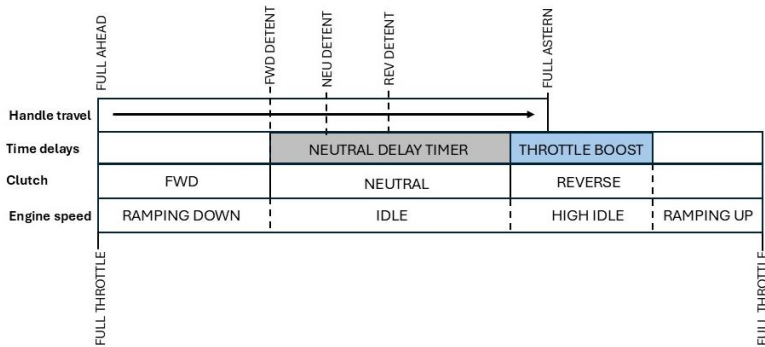 FULL AHEAD
FWD DETENT
NEU DETENT
REV DETENT
FULL ASTERN
Handle travel
Time delays NEUTRAL DELAY TIMER THROTTLE BOOST
Clutch FWD NEUTRAL REVERSE
Engine speed RAMPING DOWN IDLE HIGH IDLE RAMPING UP
FULL THROTTLE
FULL THROTTLE